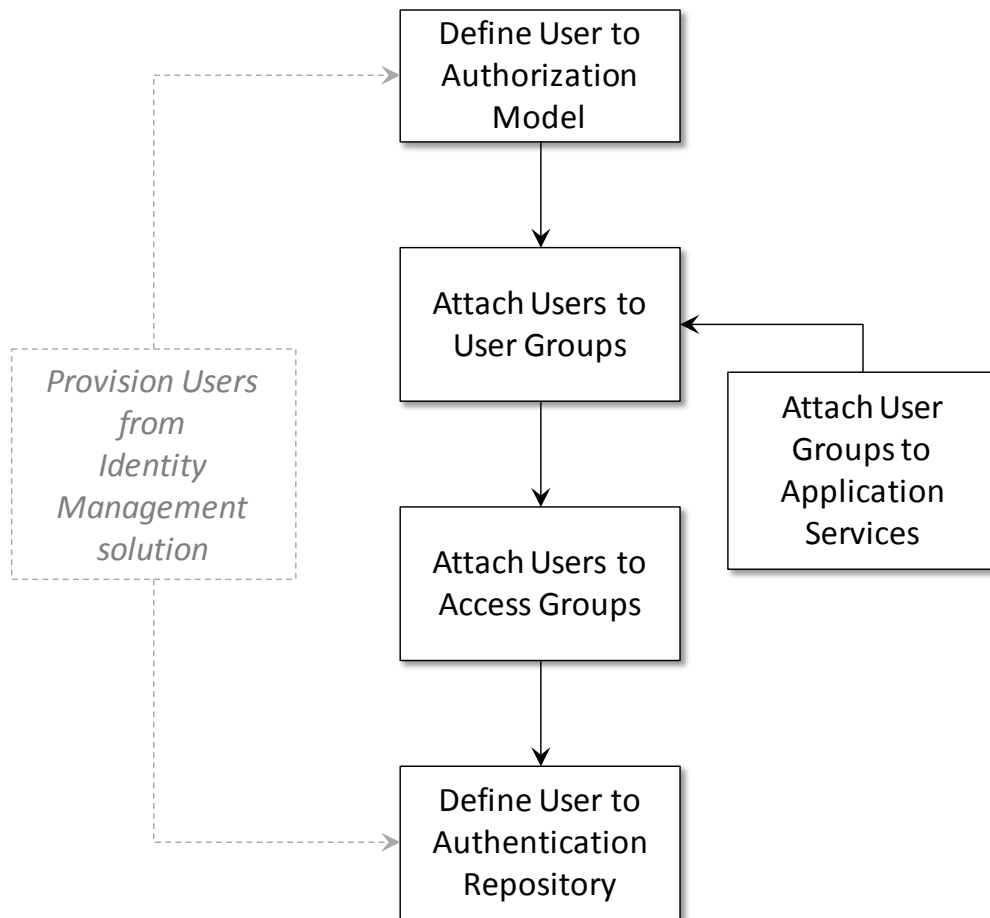 Define User to
Authorization
Model
Attach Users to
User Groups
Provision Users
from
Identity
Management
solution
Attach User
Groups to
Application
Services
Attach Users to
Access Groups
Define User to
Authentication
Repository